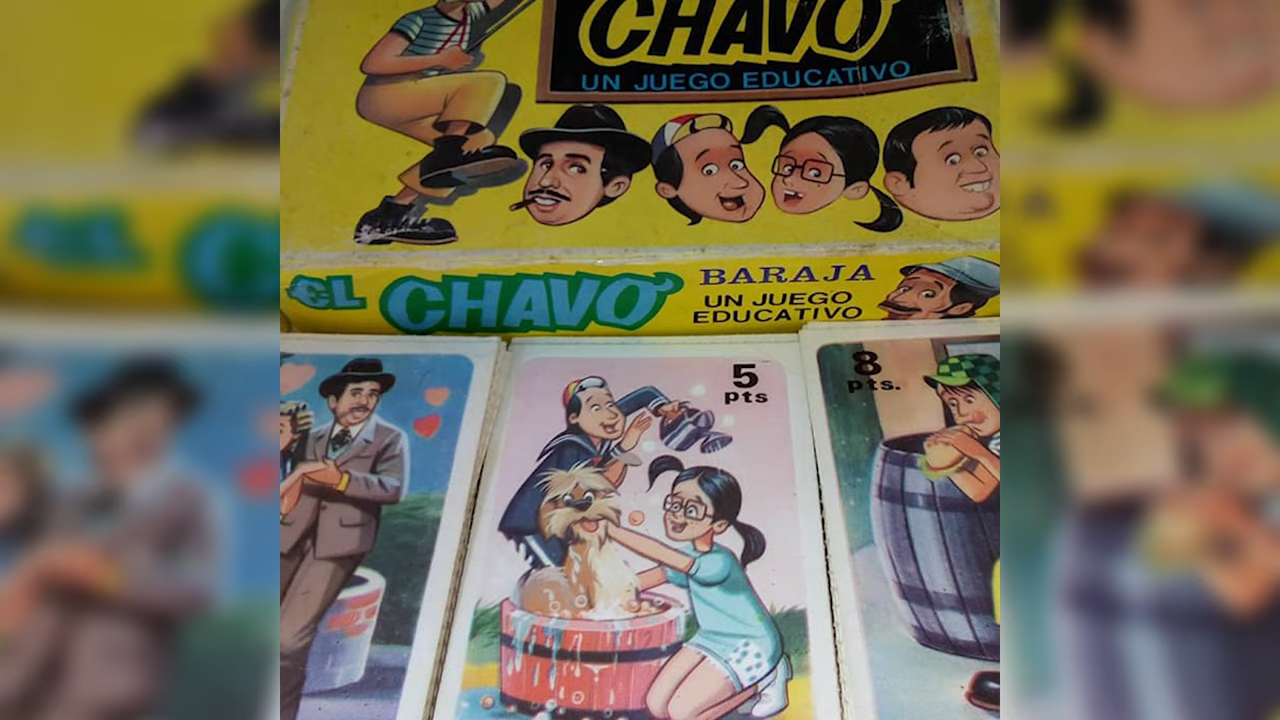 CHAVO
UN JUEGO EDUCATIVO
EL CHAVO
BARAJA
UN JUEGO
EDUCATIVO
5
pts
8
pts.